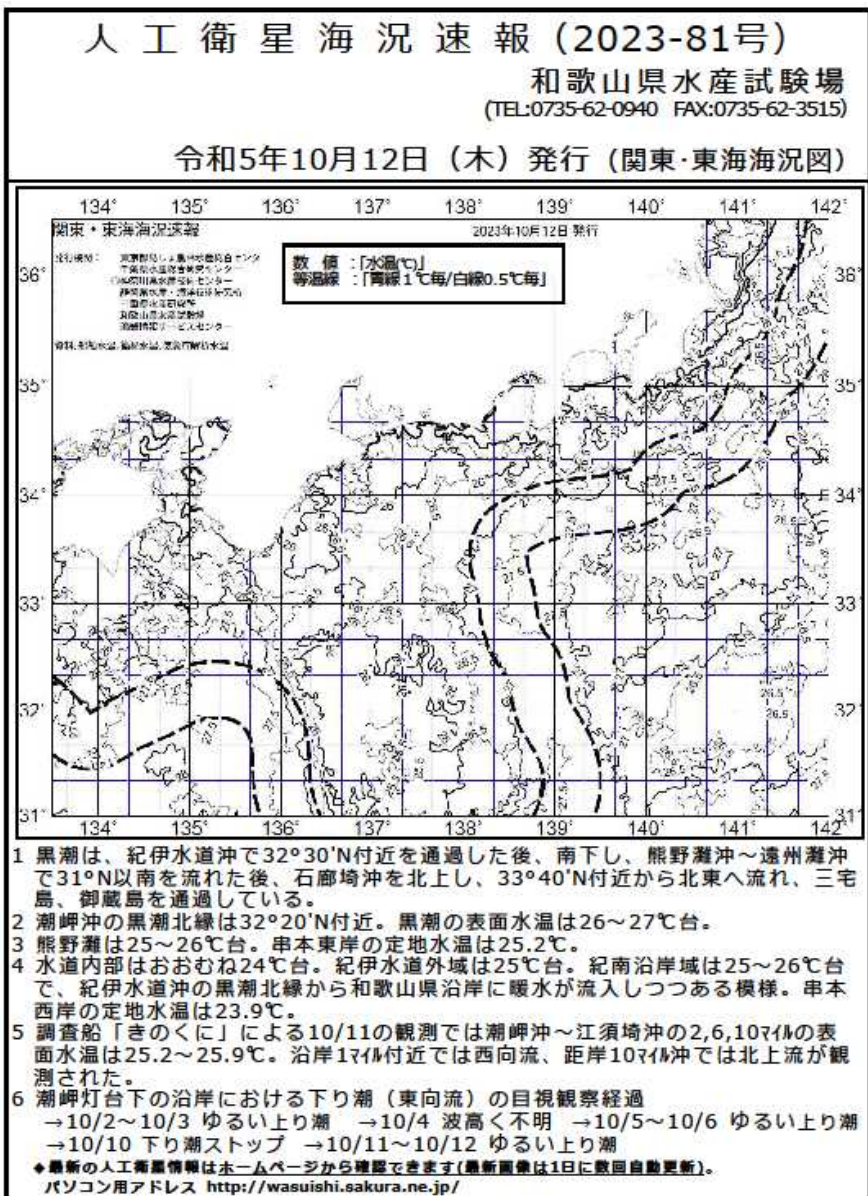 人工衛星海況速報(2023-81号)
和歌山県水産試験場
(TEL:0735-62-0940 FAX:0735-62-3515)
令和5年10月12日(木)発行(関東・東海海況図)
134° 135° 136° 137° 138° 139° 140° 141° 142°
関東・東海海況速報
2023年10月12日 発行
数 値 :「水温(℃)」
等温線 :「青線1℃毎/白線0.5℃毎」
36° 36°
35° 35°
34° 34°
33° 33°
32° 32°
31° 31°
134° 135° 136° 137° 138° 139° 140° 141° 142°
1 黒潮は、紀伊水道沖で32°30'N付近を通過した後、南下し、熊野灘沖~遠州灘沖
で31°N以南を流れた後、石廊埼沖を北上し、33°40'N付近から北東へ流れ、三宅
島、御蔵島を通過している。
2 潮岬沖の黒潮北縁は32°20'N付近。黒潮の表面水温は26~27℃台。
3 熊野灘は25~26℃台。串本東岸の定地水温は25.2℃。
4 水道内部はおおむね24℃台。紀伊水道外域は25℃台。紀南沿岸域は25~26℃台
で、紀伊水道沖の黒潮北縁から和歌山県沿岸に暖水が流入しつつある模様。串本
西岸の定地水温は23.9℃。
5 調査船「きのくに」による10/11の観測では潮岬沖~江須埼沖の2,6,10マイルの表
面水温は25.2~25.9℃。沿岸1マイル付近では西向流、距岸10マイル沖では北上流が観
測された。
6 潮岬灯台下の沿岸における下り潮(東向流)の目視観察経過
→10/2~10/3 ゆるい上り潮 →10/4 波高く不明 →10/5~10/6 ゆるい上り潮
→10/10 下り潮ストップ →10/11~10/12 ゆるい上り潮
◆最新の人工衛星情報はホームページから確認できます(最新画像は1日に数回自動更新)。
パソコン用アドレス http://wasuishi.sakura.ne.jp/